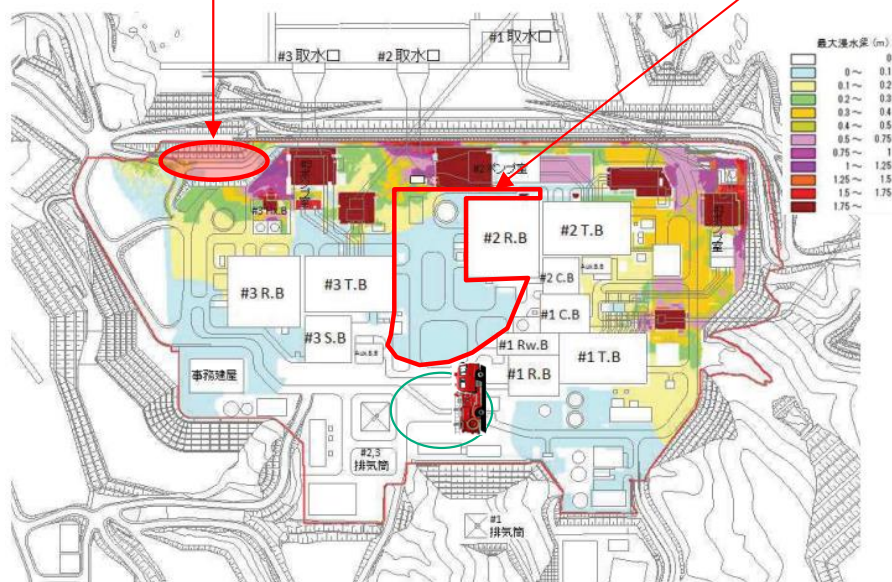 #3取水口
#2取水口
#1取水口
最大浸水深 (m)
0
0～ 0.1
0.1～ 0.2
0.2～ 0.3
0.3～ 0.4
0.4～ 0.5
0.5～ 0.75
0.75～ 1
1～ 1.25
1.25～ 1.5
1.5～ 1.75
1.75～
#2ポンプ室
#2 R.B
#2 T.B
#2 C.B
Aux.B.B
#3 R.B
#3 T.B
#1 C.B
#3 S.B
Aux.B.B
#1 Rw.B
#1 T.B
#1 R.B
事務建屋
#2,3
排気筒
#1
排気筒